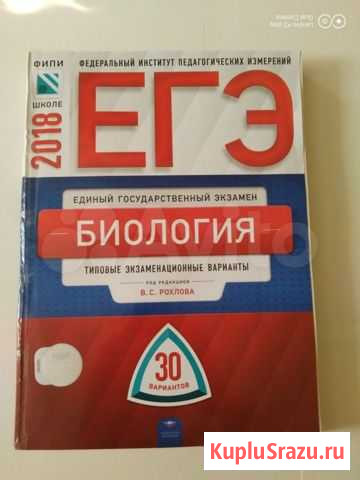 ФИПИ
ШКОЛЕ
2018
ФЕДЕРАЛЬНЫЙ ИНСТИТУТ ПЕДАГОГИЧЕСКИХ ИЗМЕРЕНИЙ
ЕГЭ
ЕДИНЫЙ ГОСУДАРСТВЕННЫЙ ЭКЗАМЕН
БИОЛОГИЯ
ТИПОВЫЕ ЭКЗАМЕНАЦИОННЫЕ ВАРИАНТЫ
ПОД РЕДАКЦИЕЙ
В.С. РОХЛОВА
30
ВАРИАНТОВ
Avito
KupluSrazu.ru